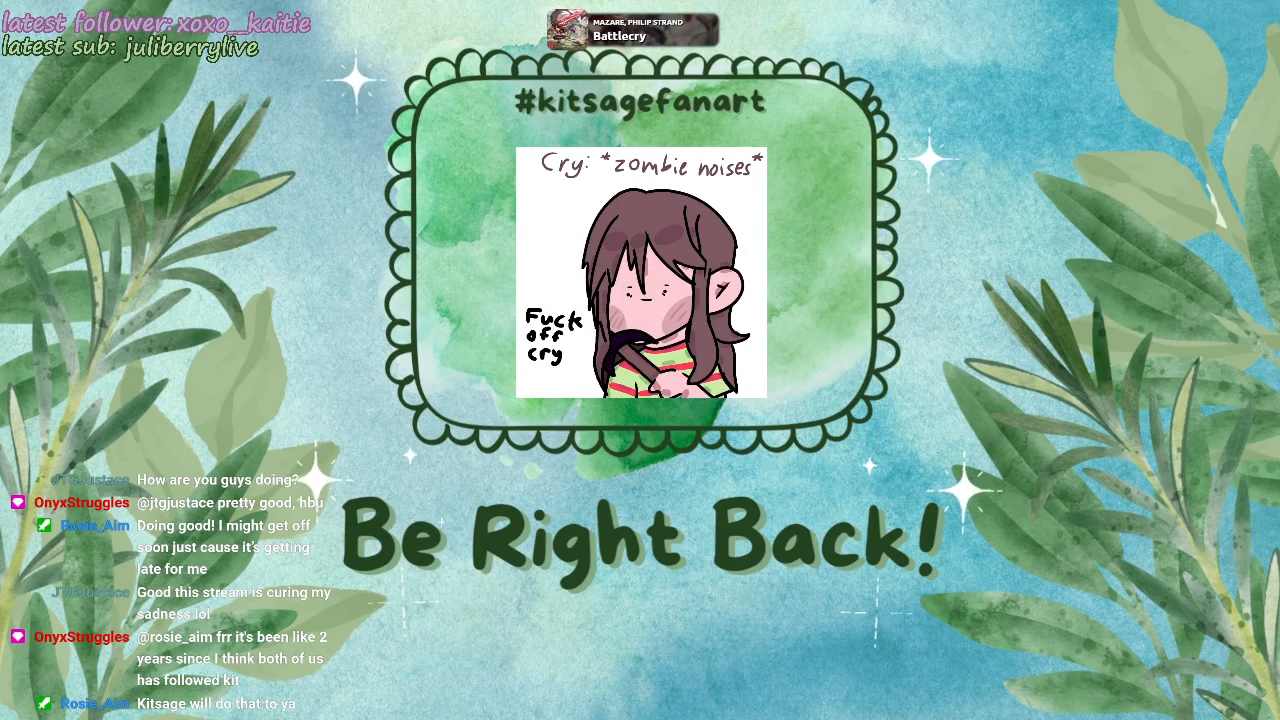 latest follower: xoxo__kaitie
latest sub: juliberrylive
MAZARE, PHILIP STRAND
Battlecry
#kitsagefanart
Cry: *zombie noises*
Fuck
off
cry
Be Right Back!
JTGJustace How are you guys doing?
OnyxStruggles @jtgjustace pretty good, hbu
Rosie_Aim Doing good! I might get off
soon just cause it's getting
late for me
JTGJustace Good this stream is curing my
sadness lol
OnyxStruggles @rosie_aim frr it's been like 2
years since I think both of us
has followed kit
Rosie_Aim Kitsage will do that to ya